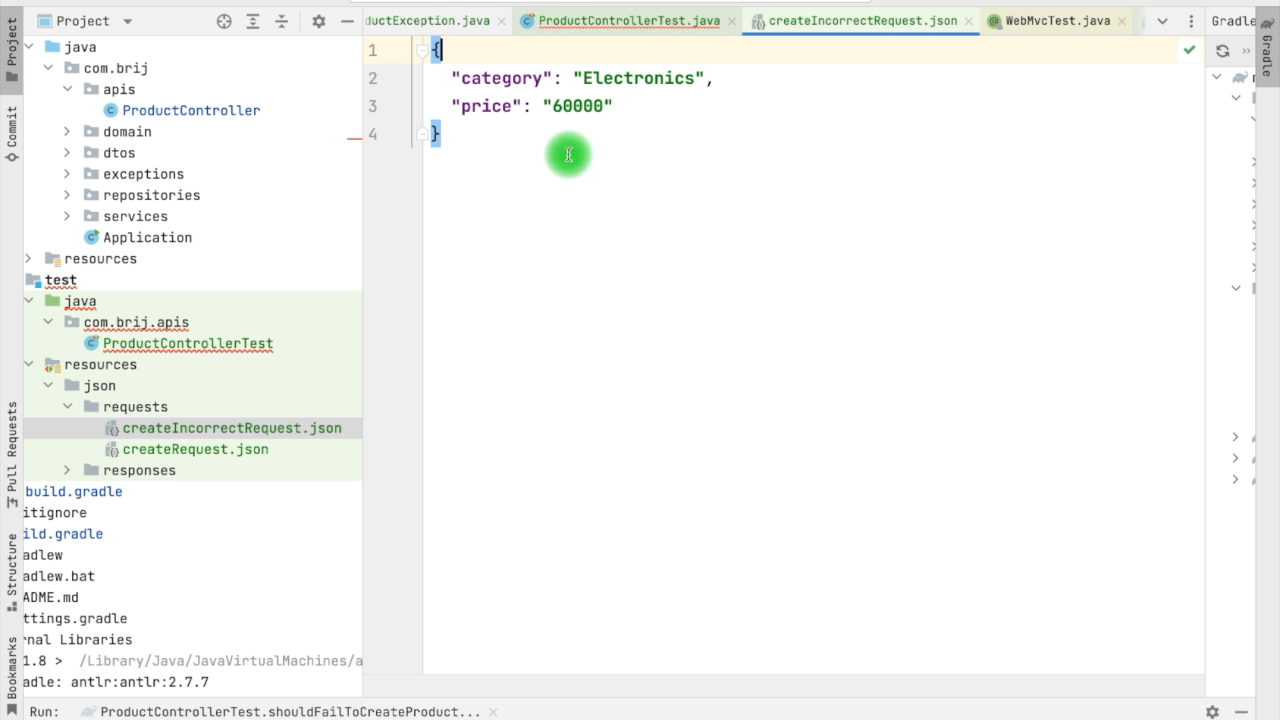 Project
ductException.java
ProductControllerTest.java
createIncorrectRequest.json
WebMvcTest.java
Gradle
Project
Commit
Pull Requests
Structure
Bookmarks
java
com.brij
apis
ProductController
domain
dtos
exceptions
repositories
services
Application
resources
test
java
com.brij.apis
ProductControllerTest
resources
json
requests
createIncorrectRequest.json
createRequest.json
responses
build.gradle
itignore
ild.gradle
adlew
adlew.bat
ADME.md
ttings.gradle
rnal Libraries
1.8 > /Library/Java/JavaVirtualMachines/a
adle: antlr:antlr:2.7.7
1 {
2 "category": "Electronics",
3 "price": "60000"
4 }
Gradle
Run: ProductControllerTest.shouldFailToCreateProduct...